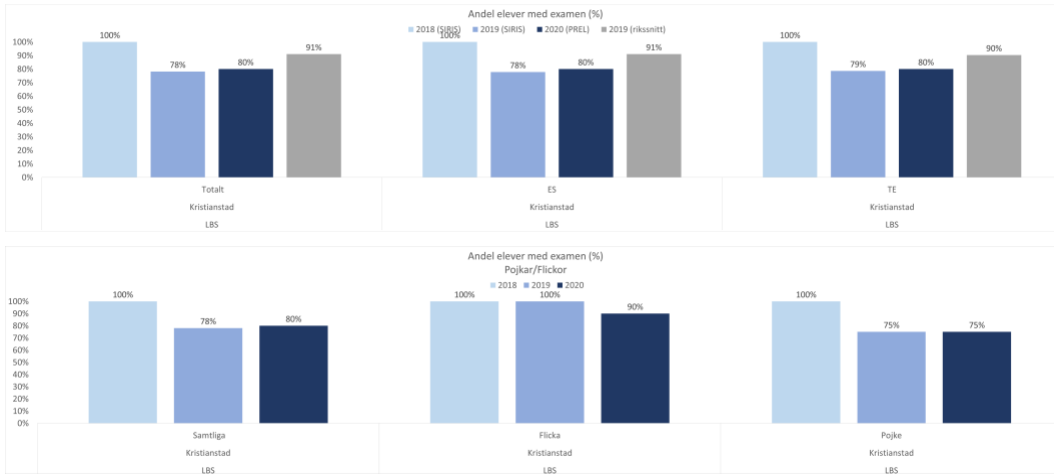 Andel elever med examen (%)
2018 (SIRIS) 2019 (SIRIS) 2020 (PREL) 2019 (rikssnitt)
100% 100% 100%
91% 91% 90%
78% 80% 78% 80% 79% 80%
100%
90%
80%
70%
60%
50%
40%
30%
20%
10%
0%
Totalt ES TE
Kristianstad Kristianstad Kristianstad
LBS LBS LBS
Andel elever med examen (%)
Pojkar/Flickor
2018 2019 2020
100% 100% 100% 100%
90%
78% 80% 75% 75%
100%
90%
80%
70%
60%
50%
40%
30%
20%
10%
0%
Samtliga Flicka Pojke
Kristianstad Kristianstad Kristianstad
LBS LBS LBS